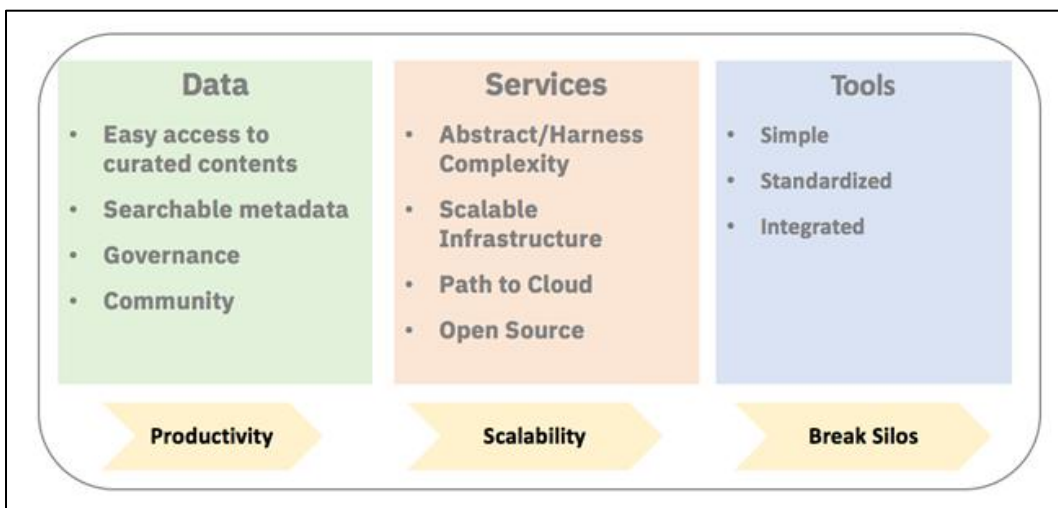 Data
• Easy access to
curated contents
• Searchable metadata
• Governance
• Community
Services
• Abstract/Harness
Complexity
• Scalable
Infrastructure
• Path to Cloud
• Open Source
Tools
• Simple
• Standardized
• Integrated
Productivity
Scalability
Break Silos